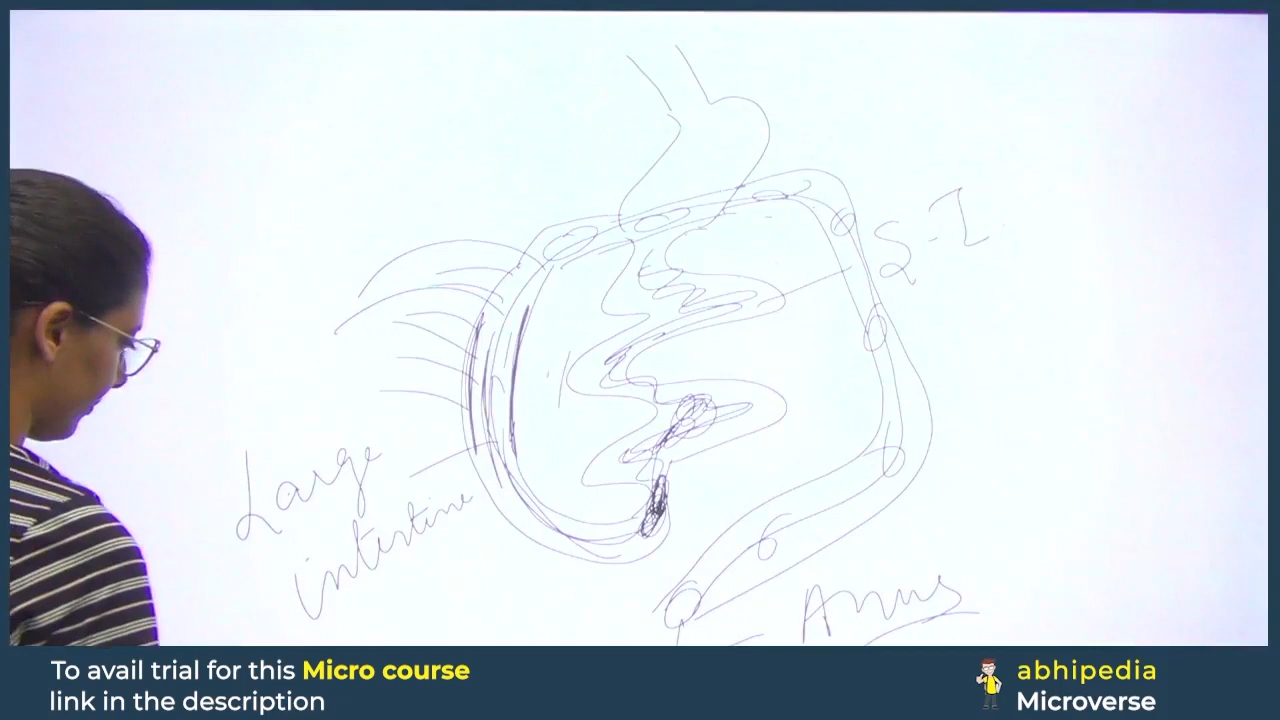 S-I
Large
intestine
Anus
To avail trial for this Micro course
link in the description
abhipedia
Microverse